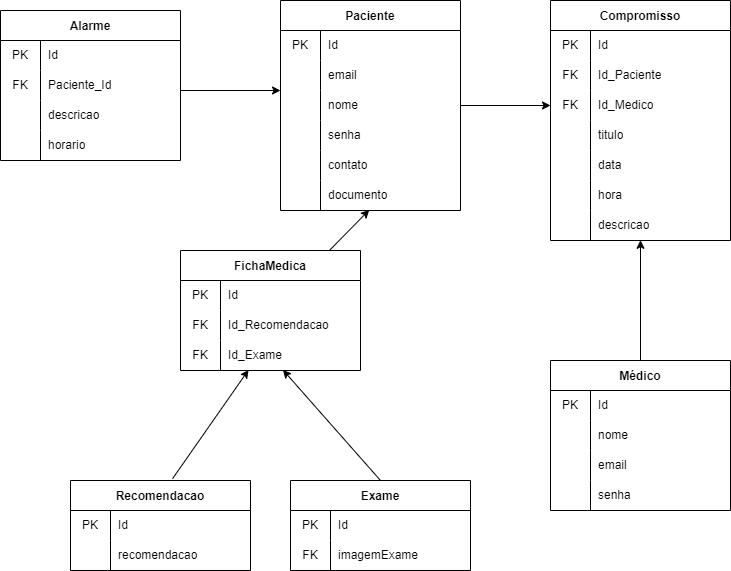 Alarme
PK Id
FK Paciente_Id
descricao
horario
Paciente
PK Id
email
nome
senha
contato
documento
Compromisso
PK Id
FK Id_Paciente
FK Id_Medico
titulo
data
hora
descricao
FichaMedica
PK Id
FK Id_Recomendacao
FK Id_Exame
Médico
PK Id
nome
email
senha
Recomendacao
PK Id
recomendacao
Exame
PK Id
FK imagemExame